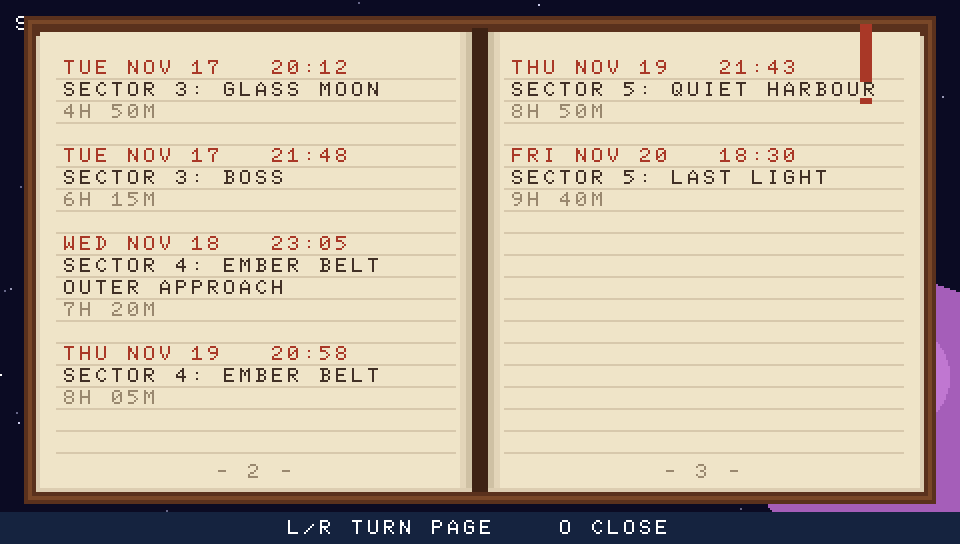 S
TUE NOV 17 20:12
SECTOR 3: GLASS MOON
4H 50M
TUE NOV 17 21:48
SECTOR 3: BOSS
6H 15M
WED NOV 18 23:05
SECTOR 4: EMBER BELT
OUTER APPROACH
7H 20M
THU NOV 19 20:58
SECTOR 4: EMBER BELT
8H 05M
- 2 -
THU NOV 19 21:43
SECTOR 5: QUIET HARBOUR
8H 50M
FRI NOV 20 18:30
SECTOR 5: LAST LIGHT
9H 40M
- 3 -
L/R TURN PAGE O CLOSE